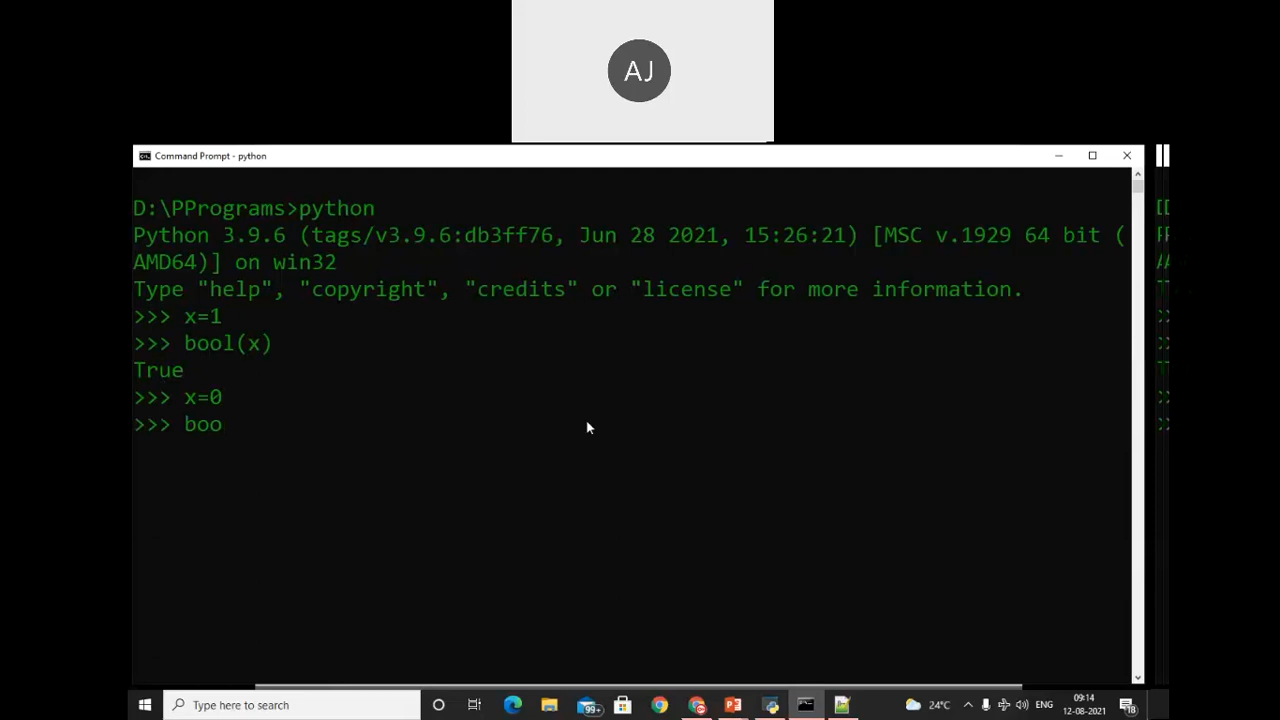 AJ
Command Prompt - python
D:\PPrograms>python
Python 3.9.6 (tags/v3.9.6:db3ff76, Jun 28 2021, 15:26:21) [MSC v.1929 64 bit (
AMD64)] on win32
Type "help", "copyright", "credits" or "license" for more information.
>>> x=1
>>> bool(x)
True
>>> x=0
>>> boo
Type here to search
99+
24°C
ENG
09:14
12-08-2021
18